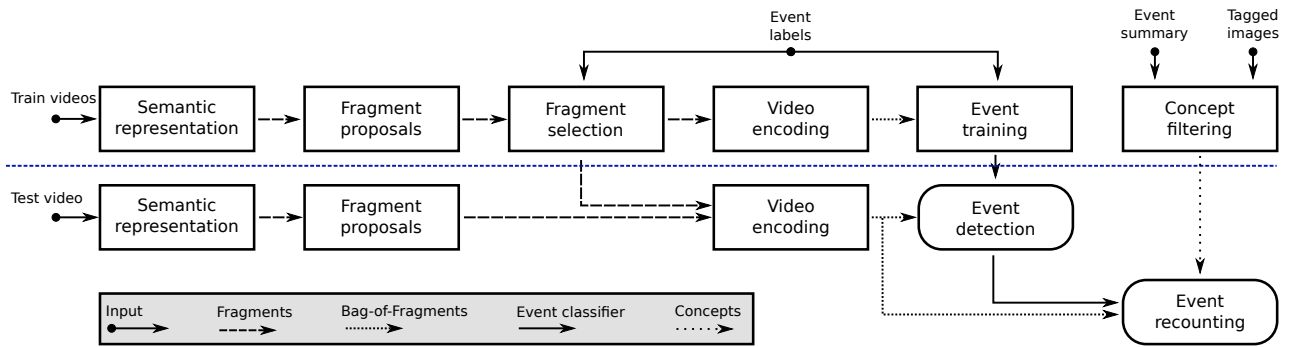 Event
labels
Event
summary
Tagged
images
Train videos
Semantic
representation
Fragment
proposals
Fragment
selection
Video
encoding
Event
training
Concept
filtering
Test video
Semantic
representation
Fragment
proposals
Video
encoding
Event
detection
Event
recounting
Input
Fragments
Bag-of-Fragments
Event classifier
Concepts